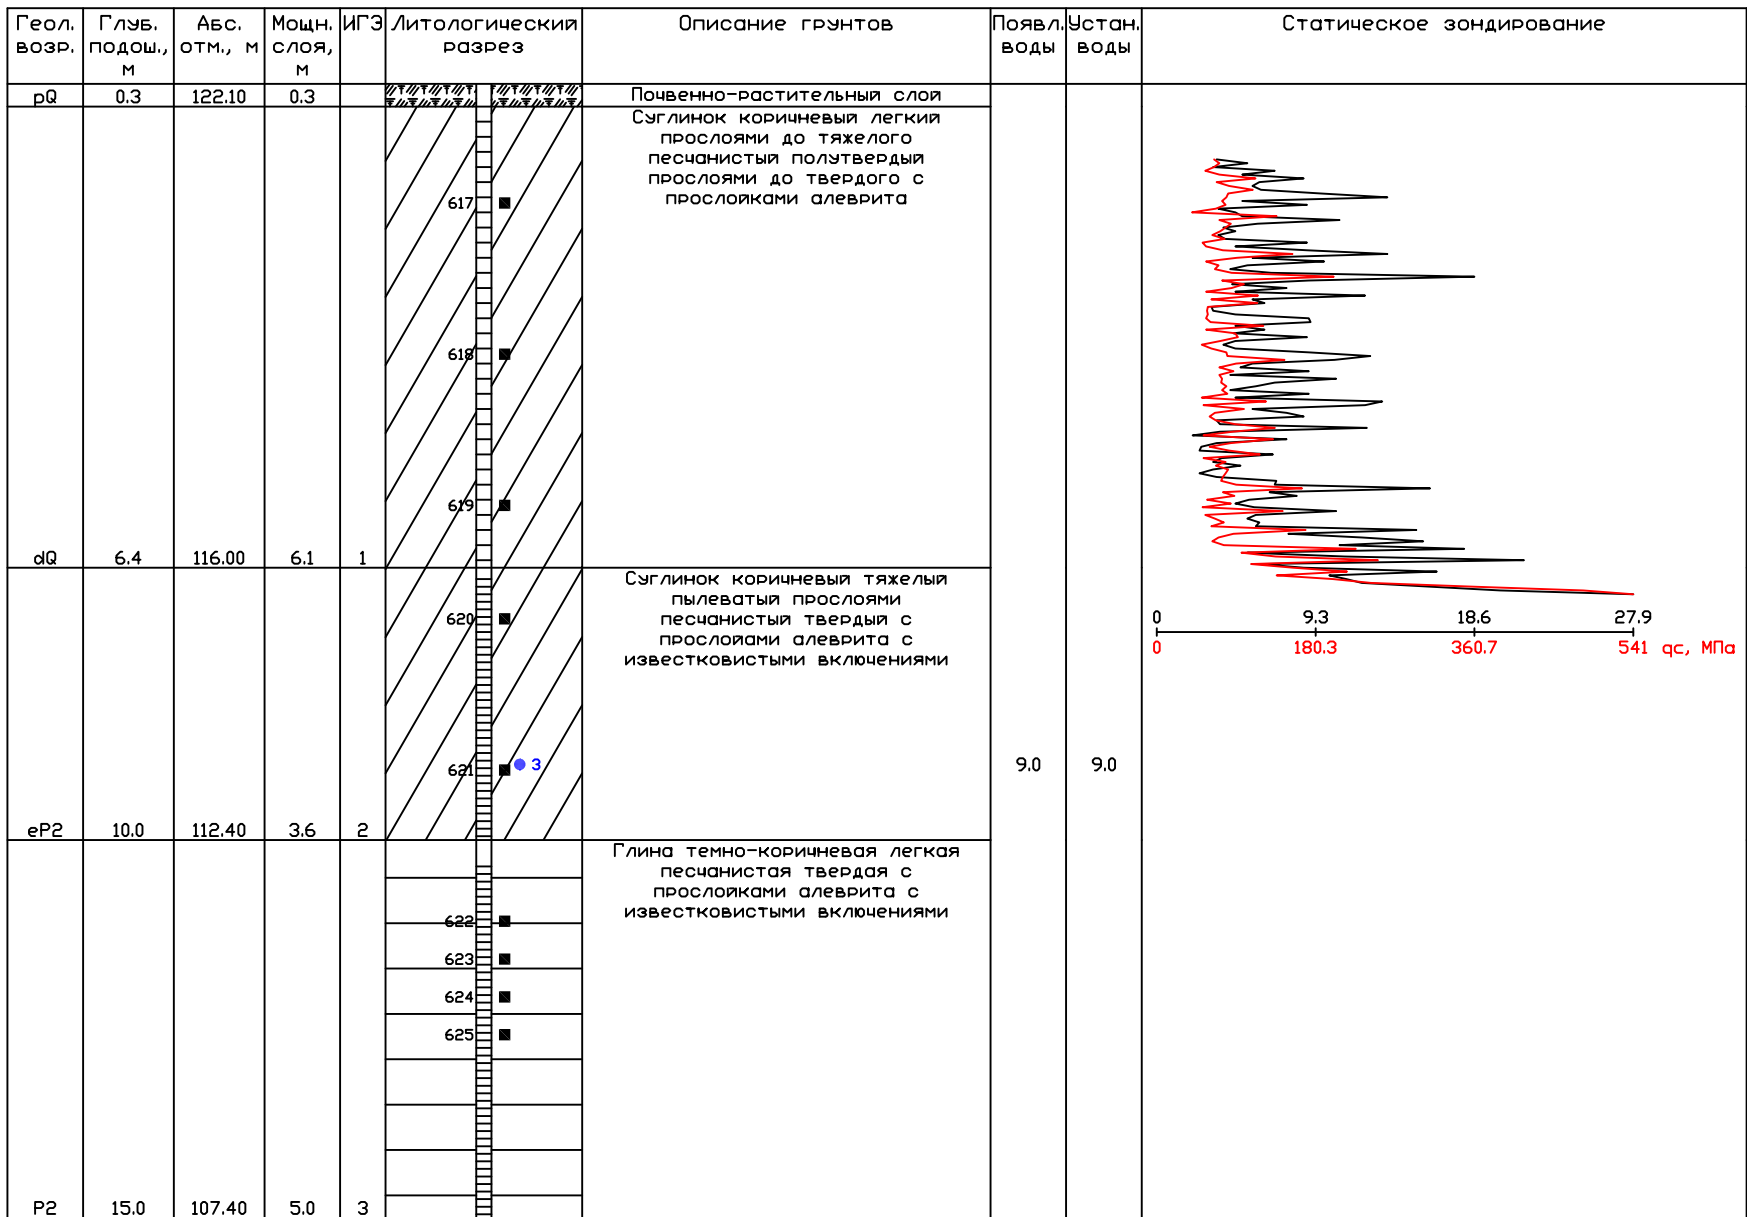 Геол. Глуб. Абс. Мощн. ИГЭ Литологический Описание грунтов Появл. Устан. Статическое зондирование
возр. подош., отм., м слоя, разрез воды воды
м м
pQ 0.3 122.10 0.3 Почвенно-растительный слой
Суглинок коричневый легкий
прослоями до тяжелого
песчанистый полутвердый
прослоями до твердого с
617 прослойками алеврита
618
619
dQ 6.4 116.00 6.1 1
Суглинок коричневый тяжелый
пылеватый прослоями
620 песчанистый твердый с
прослойами алеврита с
известковистыми включениями
0 9.3 18.6 27.9
0 180.3 360.7 541 qc, МПа
621 3 9.0 9.0
eP2 10.0 112.40 3.6 2
Глина темно-коричневая легкая
песчанистая твердая с
прослойками алеврита с
известковистыми включениями
622
623
624
625
P2 15.0 107.40 5.0 3